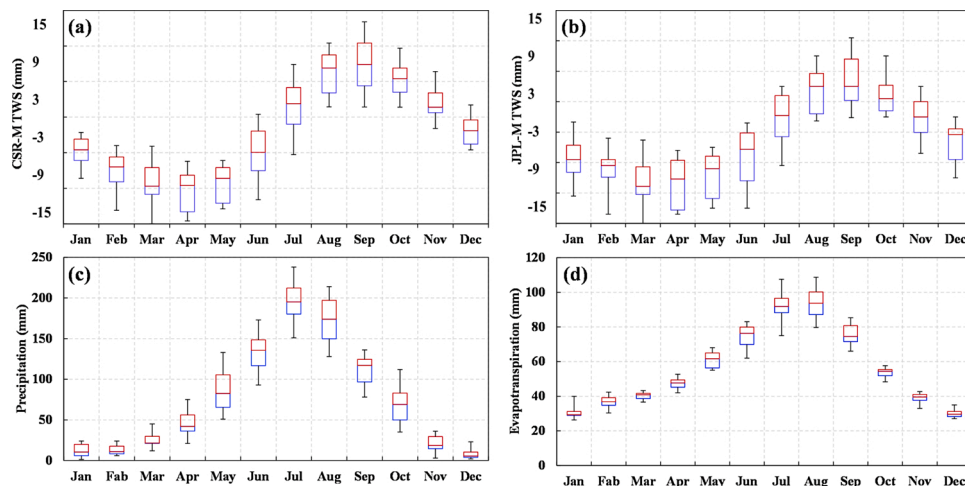 (a)
CSR-M TWS (mm)
15
9
3
-3
-9
-15
Jan Feb Mar Apr May Jun Jul Aug Sep Oct Nov Dec
(b)
JPL-M TWS (mm)
15
9
3
-3
-9
-15
Jan Fab Mar Apr May Jun Jul Aug Sep Oct Nov Dec
(c)
Precipitation (mm)
250
200
150
100
50
0
Jan Fab Mar Apr May Jun Jul Aug Sep Oct Nov Dec
(d)
Evapotranspiration (mm)
120
100
80
60
40
20
0
Jan Feb Mar Apr May Jun Jul Aug Sep Oct Nov Dec